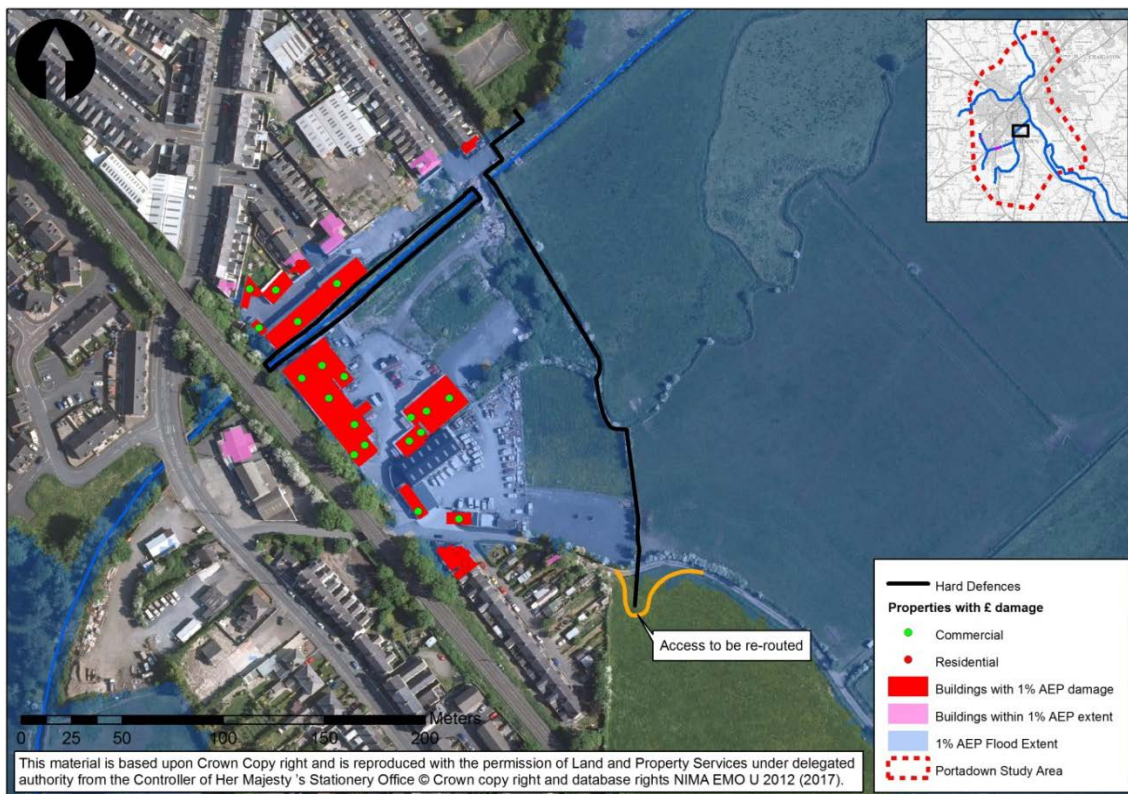 Access to be re-routed
Hard Defences
Properties with £ damage
Commercial
Residential
Buildings with 1% AEP damage
Buildings within 1% AEP extent
1% AEP Flood Extent
Portadown Study Area
Meters
0 25 50 100 150 200
This material is based upon Crown Copy right and is reproduced with the permission of Land and Property Services under delegated
authority from the Controller of Her Majesty 's Stationery Office © Crown copy right and database rights NIMA EMO U 2012 (2017).